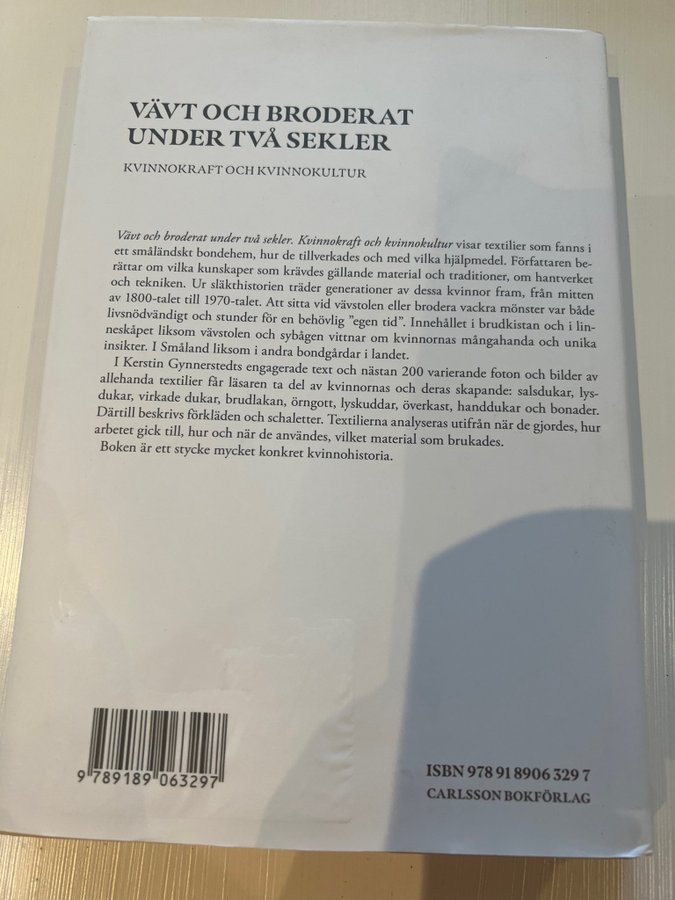 VÄVT OCH BRODERAT
UNDER TVÅ SEKLER
KVINNOKRAFT OCH KVINNOKULTUR
Vävt och broderat under två sekler. Kvinnokraft och kvinnokultur visar textilier som fanns i
ett småländskt bondehem, hur de tillverkades och med vilka hjälpmedel. Författaren be-
rättar om vilka kunskaper som krävdes gällande material och traditioner, om hantverket
och tekniken. Ur släkthistorien träder generationer av dessa kvinnor fram, från mitten
av 1800-talet till 1970-talet. Att sitta vid vävstolen eller brodera vackra mönster var både
livsnödvändigt och stunder för en behövlig ”egen tid”. Innehållet i brudkistan och i lin-
neskåpet liksom vävstolen och sybågen vittnar om kvinnornas mångahanda och unika
insikter. I Småland liksom i andra bondgårdar i landet.
I Kerstin Gynnerstedts engagerade text och nästan 200 varierande foton och bilder av
allehanda textilier får läsaren ta del av kvinnornas och deras skapande: salsdukar, lys-
dukar, virkade dukar, brudlakan, örngott, lyskuddar, överkast, handdukar och bonader.
Därtill beskrivs förkläden och schaletter. Textilierna analyseras utifrån när de gjordes, hur
arbetet gick till, hur och när de användes, vilket material som brukades.
Boken är ett stycke mycket konkret kvinnohistoria.
9 789189 063297
ISBN 978 91 8906 329 7
CARLSSON BOKFÖRLAG